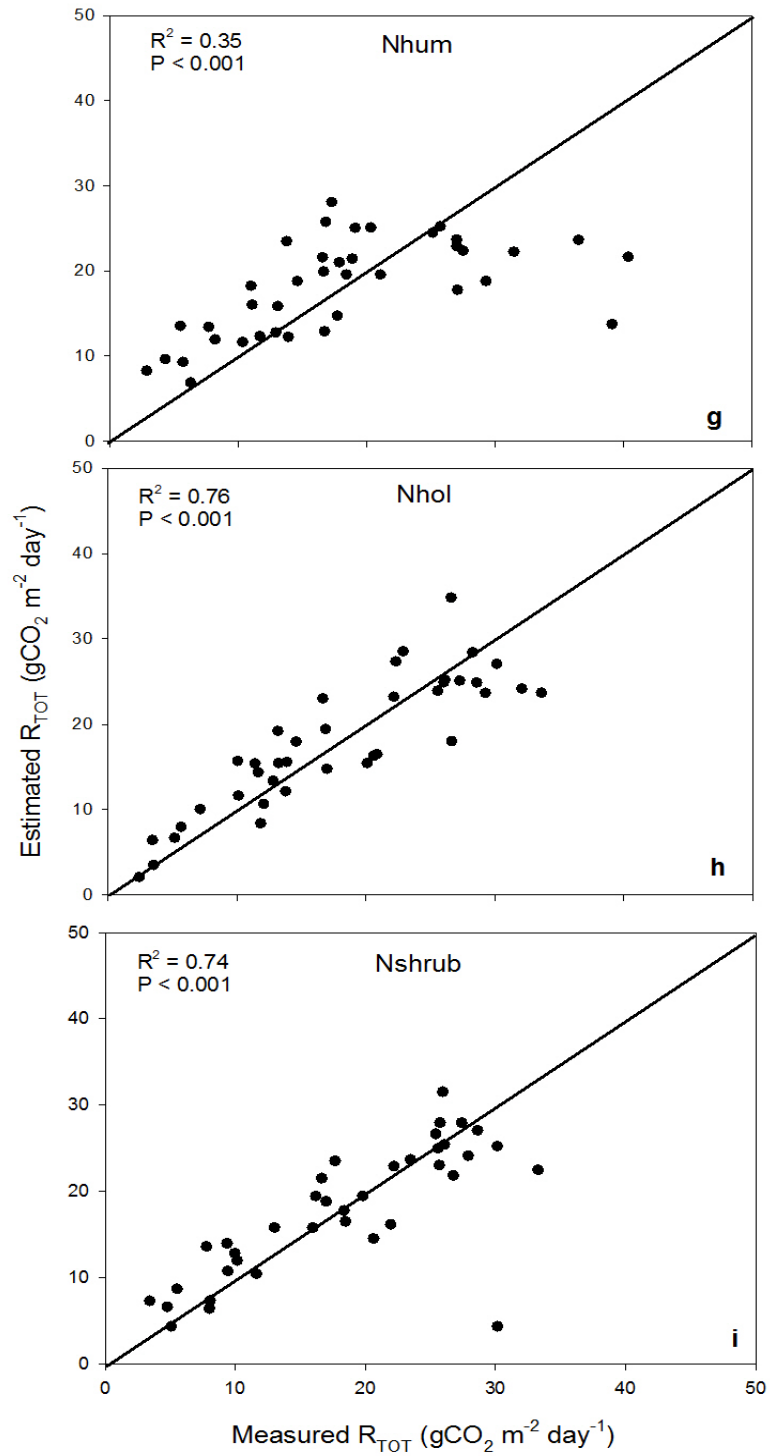 50
R² = 0.35
P < 0.001
Nhum
40
30
20
10
0
g
50
R² = 0.76
P < 0.001
Nhol
40
30
20
10
0
h
Estimated R_TOT (gCO₂ m⁻² day⁻¹)
50
R² = 0.74
P < 0.001
Nshrub
40
30
20
10
0
i
0 10 20 30 40 50
Measured R_TOT (gCO₂ m⁻² day⁻¹)